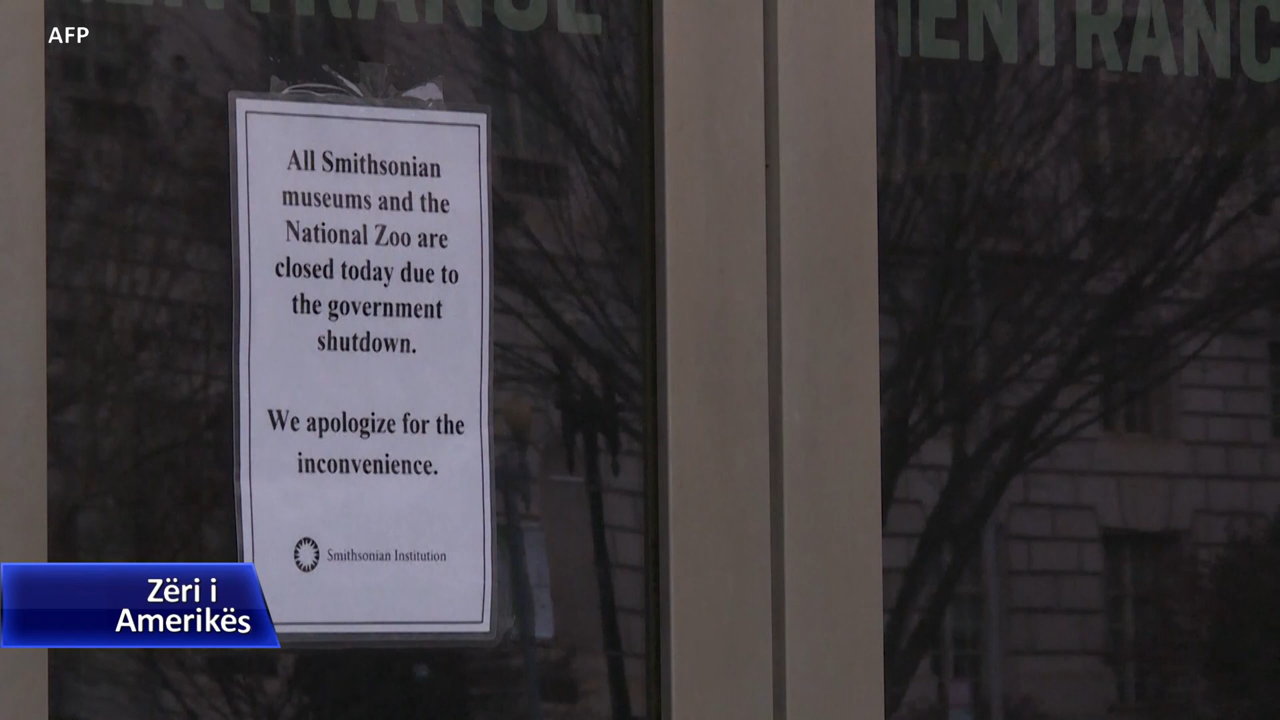 AFP
ENTRANCE
ENTRANC
All Smithsonian
museums and the
National Zoo are
closed today due to
the government
shutdown.
We apologize for the
inconvenience.
Smithsonian Institution
Zëri i
Amerikës